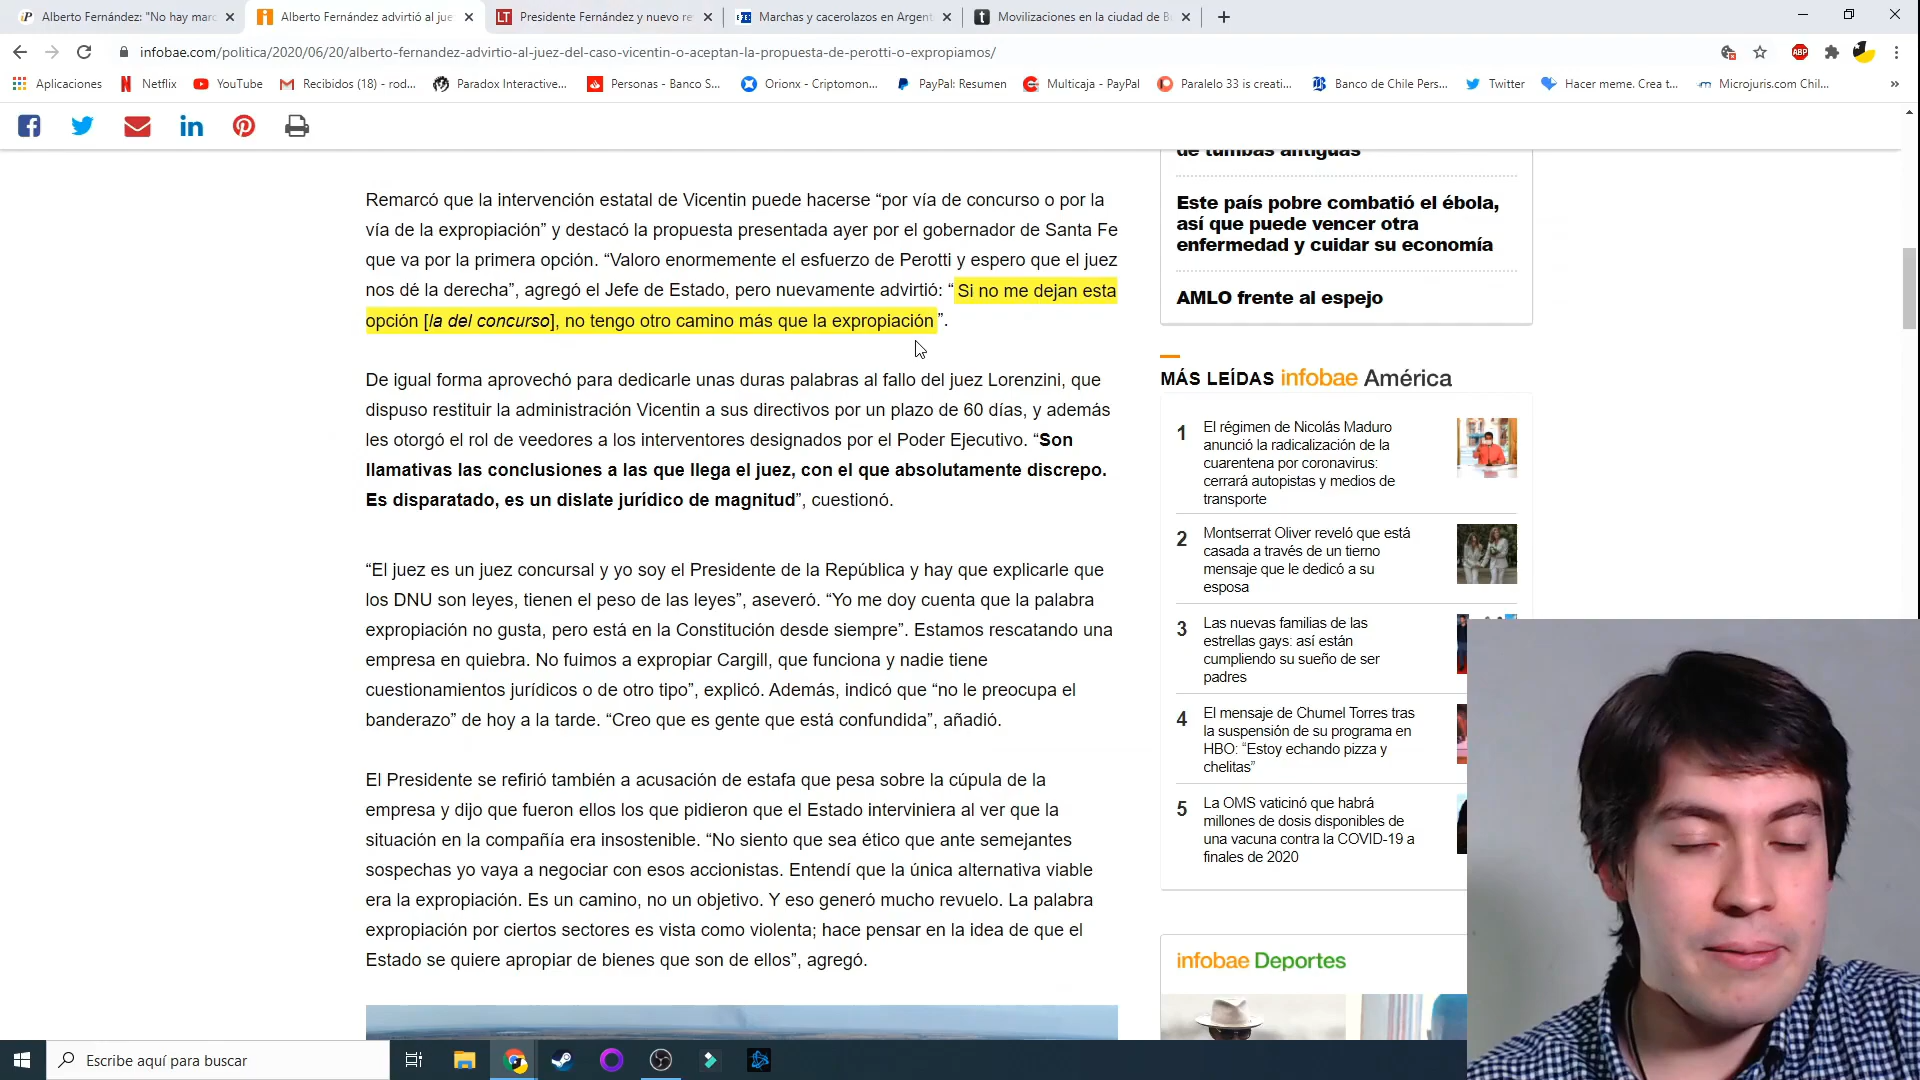 Alberto Fernández: "No hay marc
Alberto Fernández advirtió al jue
Presidente Fernández y nuevo re
Marchas y cacerolazos en Argent
Movilizaciones en la ciudad de B
infobae.com/politica/2020/06/20/alberto-fernandez-advirtio-al-juez-del-caso-vicentin-o-aceptan-la-propuesta-de-perotti-o-expropiamos/
ABP
Aplicaciones
Netflix
YouTube
Recibidos (18) - rod...
Paradox Interactive...
Personas - Banco S...
Orionx - Criptomon...
PayPal: Resumen
Multicaja - PayPal
Paralelo 33 is creati...
Banco de Chile Pers...
Twitter
Hacer meme. Crea t...
Microjuris.com Chil...
Remarcó que la intervención estatal de Vicentin puede hacerse “por vía de concurso o por la
vía de la expropiación” y destacó la propuesta presentada ayer por el gobernador de Santa Fe
que va por la primera opción. “Valoro enormemente el esfuerzo de Perotti y espero que el juez
nos dé la derecha”, agregó el Jefe de Estado, pero nuevamente advirtió: “Si no me dejan esta
opción [la del concurso], no tengo otro camino más que la expropiación”.
De igual forma aprovechó para dedicarle unas duras palabras al fallo del juez Lorenzini, que
dispuso restituir la administración Vicentin a sus directivos por un plazo de 60 días, y además
les otorgó el rol de veedores a los interventores designados por el Poder Ejecutivo. “Son
llamativas las conclusiones a las que llega el juez, con el que absolutamente discrepo.
Es disparatado, es un dislate jurídico de magnitud”, cuestionó.
“El juez es un juez concursal y yo soy el Presidente de la República y hay que explicarle que
los DNU son leyes, tienen el peso de las leyes”, aseveró. “Yo me doy cuenta que la palabra
expropiación no gusta, pero está en la Constitución desde siempre”. Estamos rescatando una
empresa en quiebra. No fuimos a expropiar Cargill, que funciona y nadie tiene
cuestionamientos jurídicos o de otro tipo”, explicó. Además, indicó que “no le preocupa el
banderazo” de hoy a la tarde. “Creo que es gente que está confundida”, añadió.
El Presidente se refirió también a acusación de estafa que pesa sobre la cúpula de la
empresa y dijo que fueron ellos los que pidieron que el Estado interviniera al ver que la
situación en la compañía era insostenible. “No siento que sea ético que ante semejantes
sospechas yo vaya a negociar con esos accionistas. Entendí que la única alternativa viable
era la expropiación. Es un camino, no un objetivo. Y eso generó mucho revuelo. La palabra
expropiación por ciertos sectores es vista como violenta; hace pensar en la idea de que el
Estado se quiere apropiar de bienes que son de ellos”, agregó.
de tumbas antiguas
Este país pobre combatió el ébola,
así que puede vencer otra
enfermedad y cuidar su economía
AMLO frente al espejo
MÁS LEÍDAS infobae América
1 El régimen de Nicolás Maduro
anunció la radicalización de la
cuarentena por coronavirus:
cerrará autopistas y medios de
transporte
2 Montserrat Oliver reveló que está
casada a través de un tierno
mensaje que le dedicó a su
esposa
3 Las nuevas familias de las
estrellas gays: así están
cumpliendo su sueño de ser
padres
4 El mensaje de Chumel Torres tras
la suspensión de su programa en
HBO: “Estoy echando pizza y
chelitas”
5 La OMS vaticinó que habrá
millones de dosis disponibles de
una vacuna contra la COVID-19 a
finales de 2020
infobae Deportes
Escribe aquí para buscar